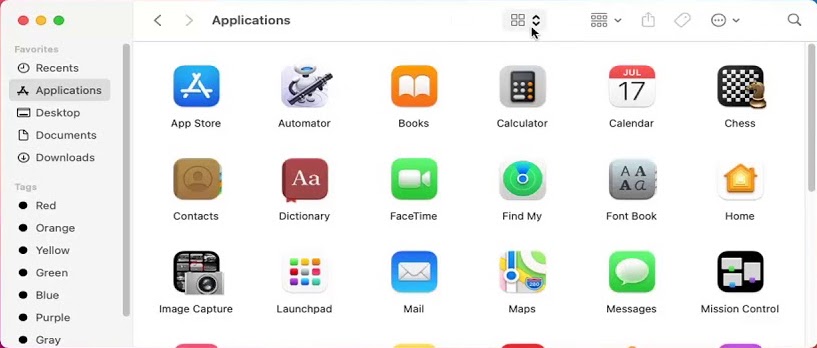 Applications
Favorites
Recents
Applications
Desktop
Documents
Downloads
Tags
Red
Orange
Yellow
Green
Blue
Purple
Gray
JUL
17
App Store
Automator
Books
Calculator
Calendar
Chess
Aa
A A
A a
Contacts
Dictionary
FaceTime
Find My
Font Book
Home
280
Image Capture
Launchpad
Mail
Maps
Messages
Mission Control